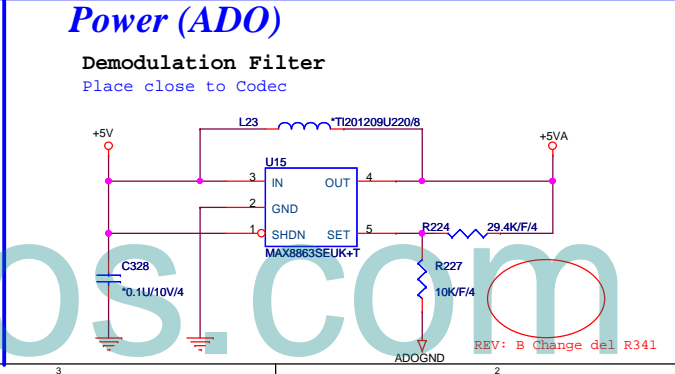 Power (ADO)
Demodulation Filter
Place close to Codec
L23 *TI201209U220/8
+5V
+5VA
U15
3 IN OUT 4
2 GND
1 SHDN SET 5
MAX8863SEUK+T
R224 29.4K/F/4
C328
*0.1U/10V/4
R227
10K/F/4
os.com
REV: B Change del R341
ADOGND
3 2